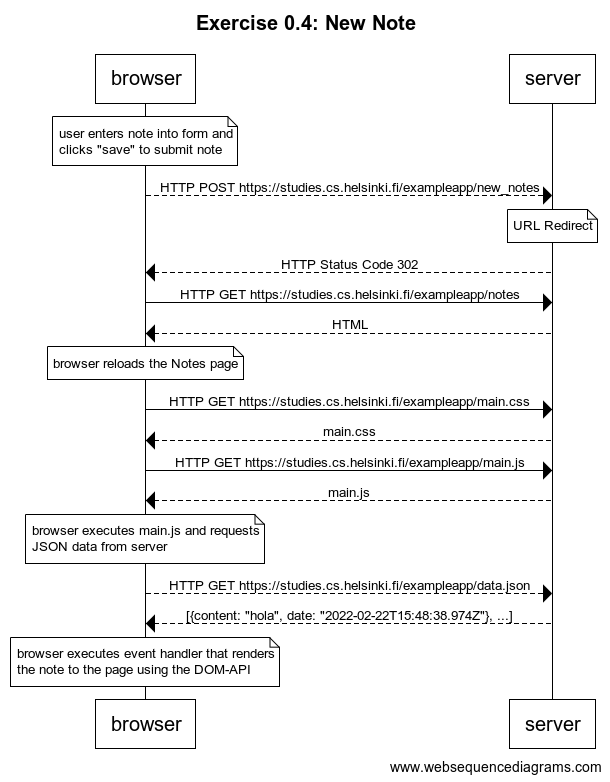 Exercise 0.4: New Note
browser
server
user enters note into form and
clicks "save" to submit note
HTTP POST https://studies.cs.helsinki.fi/exampleapp/new_notes
URL Redirect
HTTP Status Code 302
HTTP GET https://studies.cs.helsinki.fi/exampleapp/notes
HTML
browser reloads the Notes page
HTTP GET https://studies.cs.helsinki.fi/exampleapp/main.css
main.css
HTTP GET https://studies.cs.helsinki.fi/exampleapp/main.js
main.js
browser executes main.js and requests
JSON data from server
HTTP GET https://studies.cs.helsinki.fi/exampleapp/data.json
[{content: "hola", date: "2022-02-22T15:48:38.974Z"}, ...]
browser executes event handler that renders
the note to the page using the DOM-API
browser
server
www.websequencediagrams.com